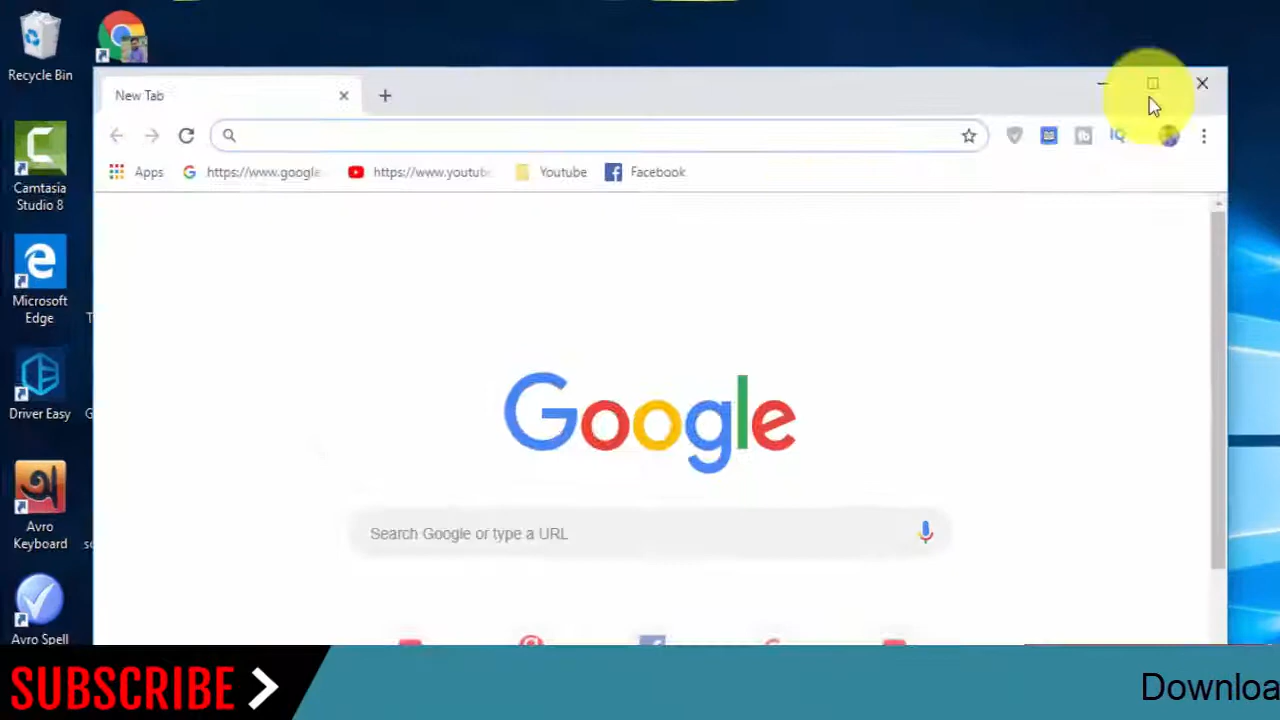 Recycle Bin
New Tab
https://www.google.
https://www.youtube
Apps
Youtube
Facebook
Camtasia
Studio 8
Microsoft
Edge
Driver Easy
Google
Search Google or type a URL
Avro
Keyboard
Avro Spell
SUBSCRIBE
Downloa